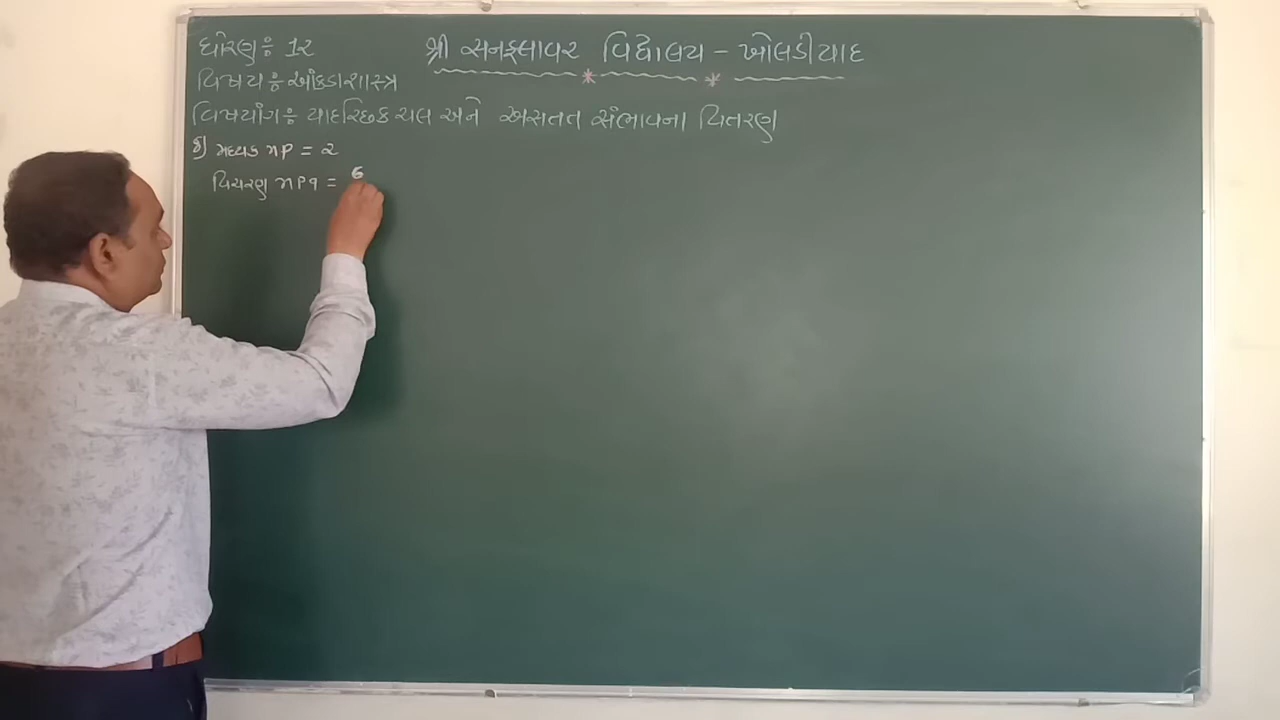 ધોરણ ÷ 12
શ્રી સનફ્લાવર વિદ્યાલય - ખોલડીયાદ
વિષય ÷ આંકડાશાસ્ત્ર
વિષયાંગ ÷ યાદચ્છિક ચલ અને અસતત સંભાવના વિતરણ
મધ્યક np = 2
વિચરણ npq = 6